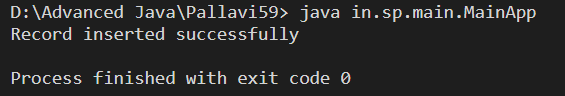 D:\Advanced Java\Pallavi59> java in.sp.main.MainApp
Record inserted successfully
Process finished with exit code 0